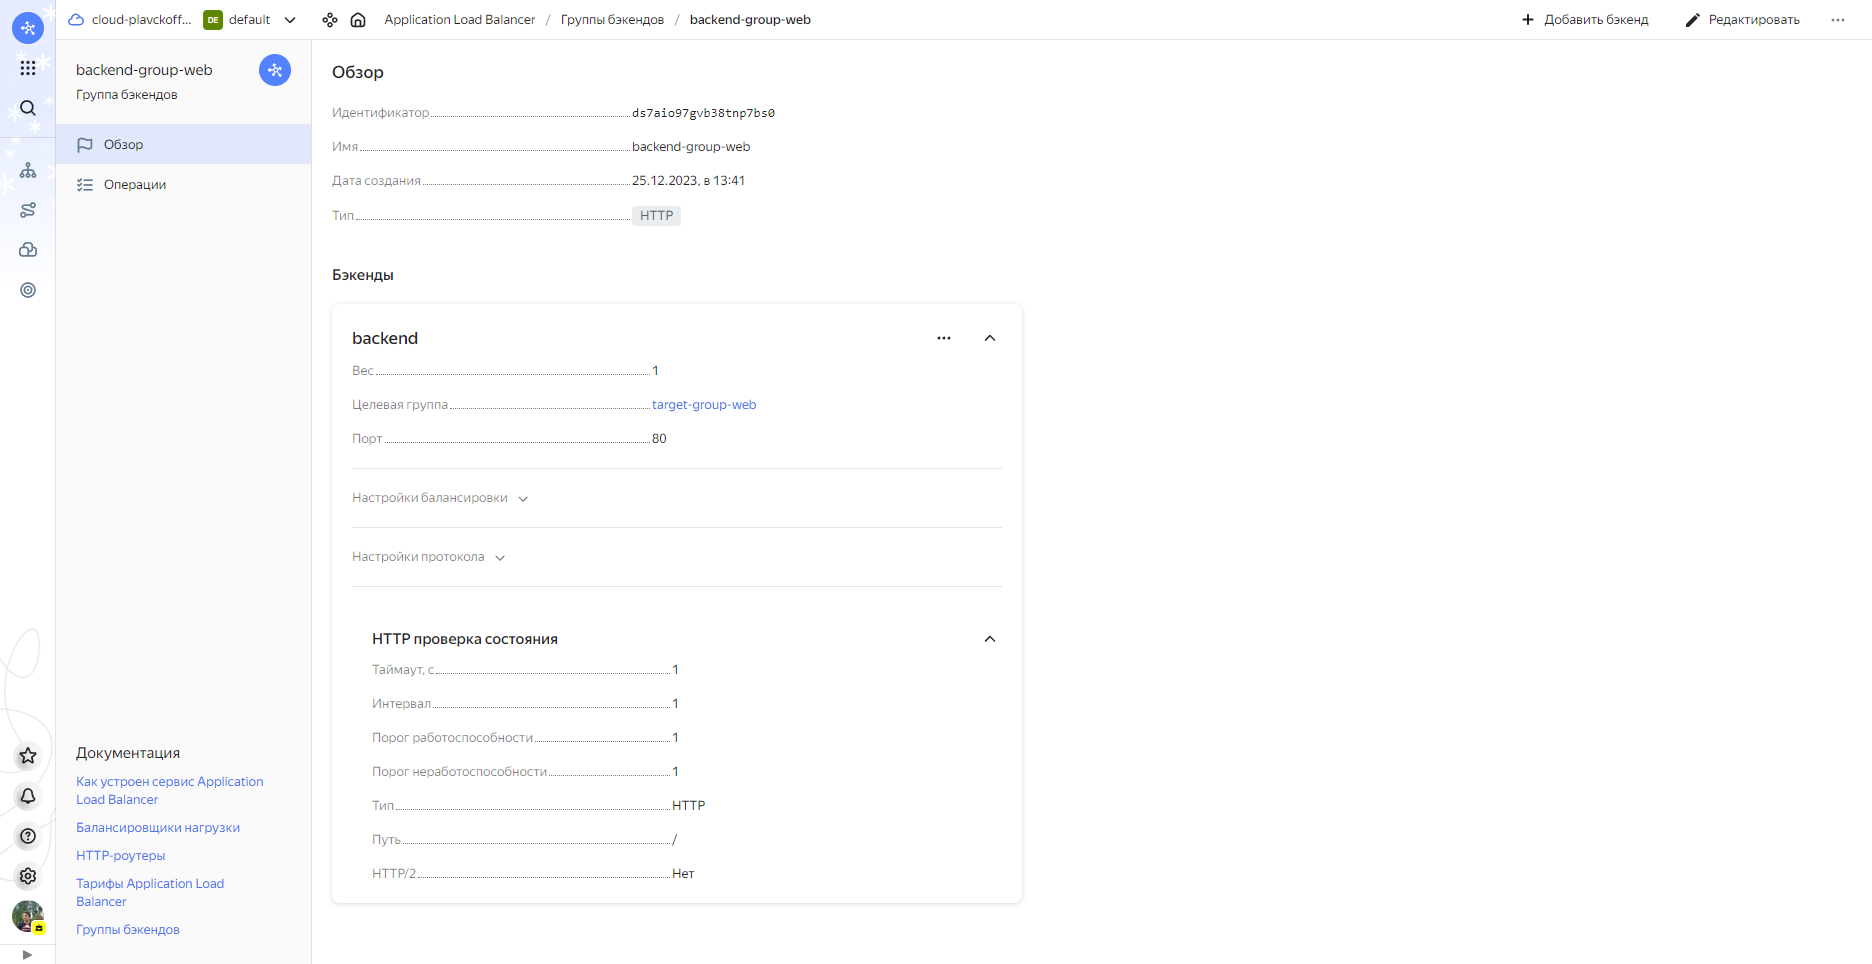 cloud-plavckoff...
DE
default
Application Load Balancer / Группы бэкендов / backend-group-web
Добавить бэкенд
Редактировать
backend-group-web
Группа бэкендов
Обзор
Операции
Документация
Как устроен сервис Application
Load Balancer
Балансировщики нагрузки
HTTP-роутеры
Тарифы Application Load
Balancer
Группы бэкендов
Обзор
Идентификатор ds7aio97gvb38tnp7bs0
Имя backend-group-web
Дата создания 25.12.2023, в 13:41
Тип HTTP
Бэкенды
backend
Вес 1
Целевая группа target-group-web
Порт 80
Настройки балансировки
Настройки протокола
HTTP проверка состояния
Таймаут, с 1
Интервал 1
Порог работоспособности 1
Порог неработоспособности 1
Тип HTTP
Путь /
HTTP/2 Нет